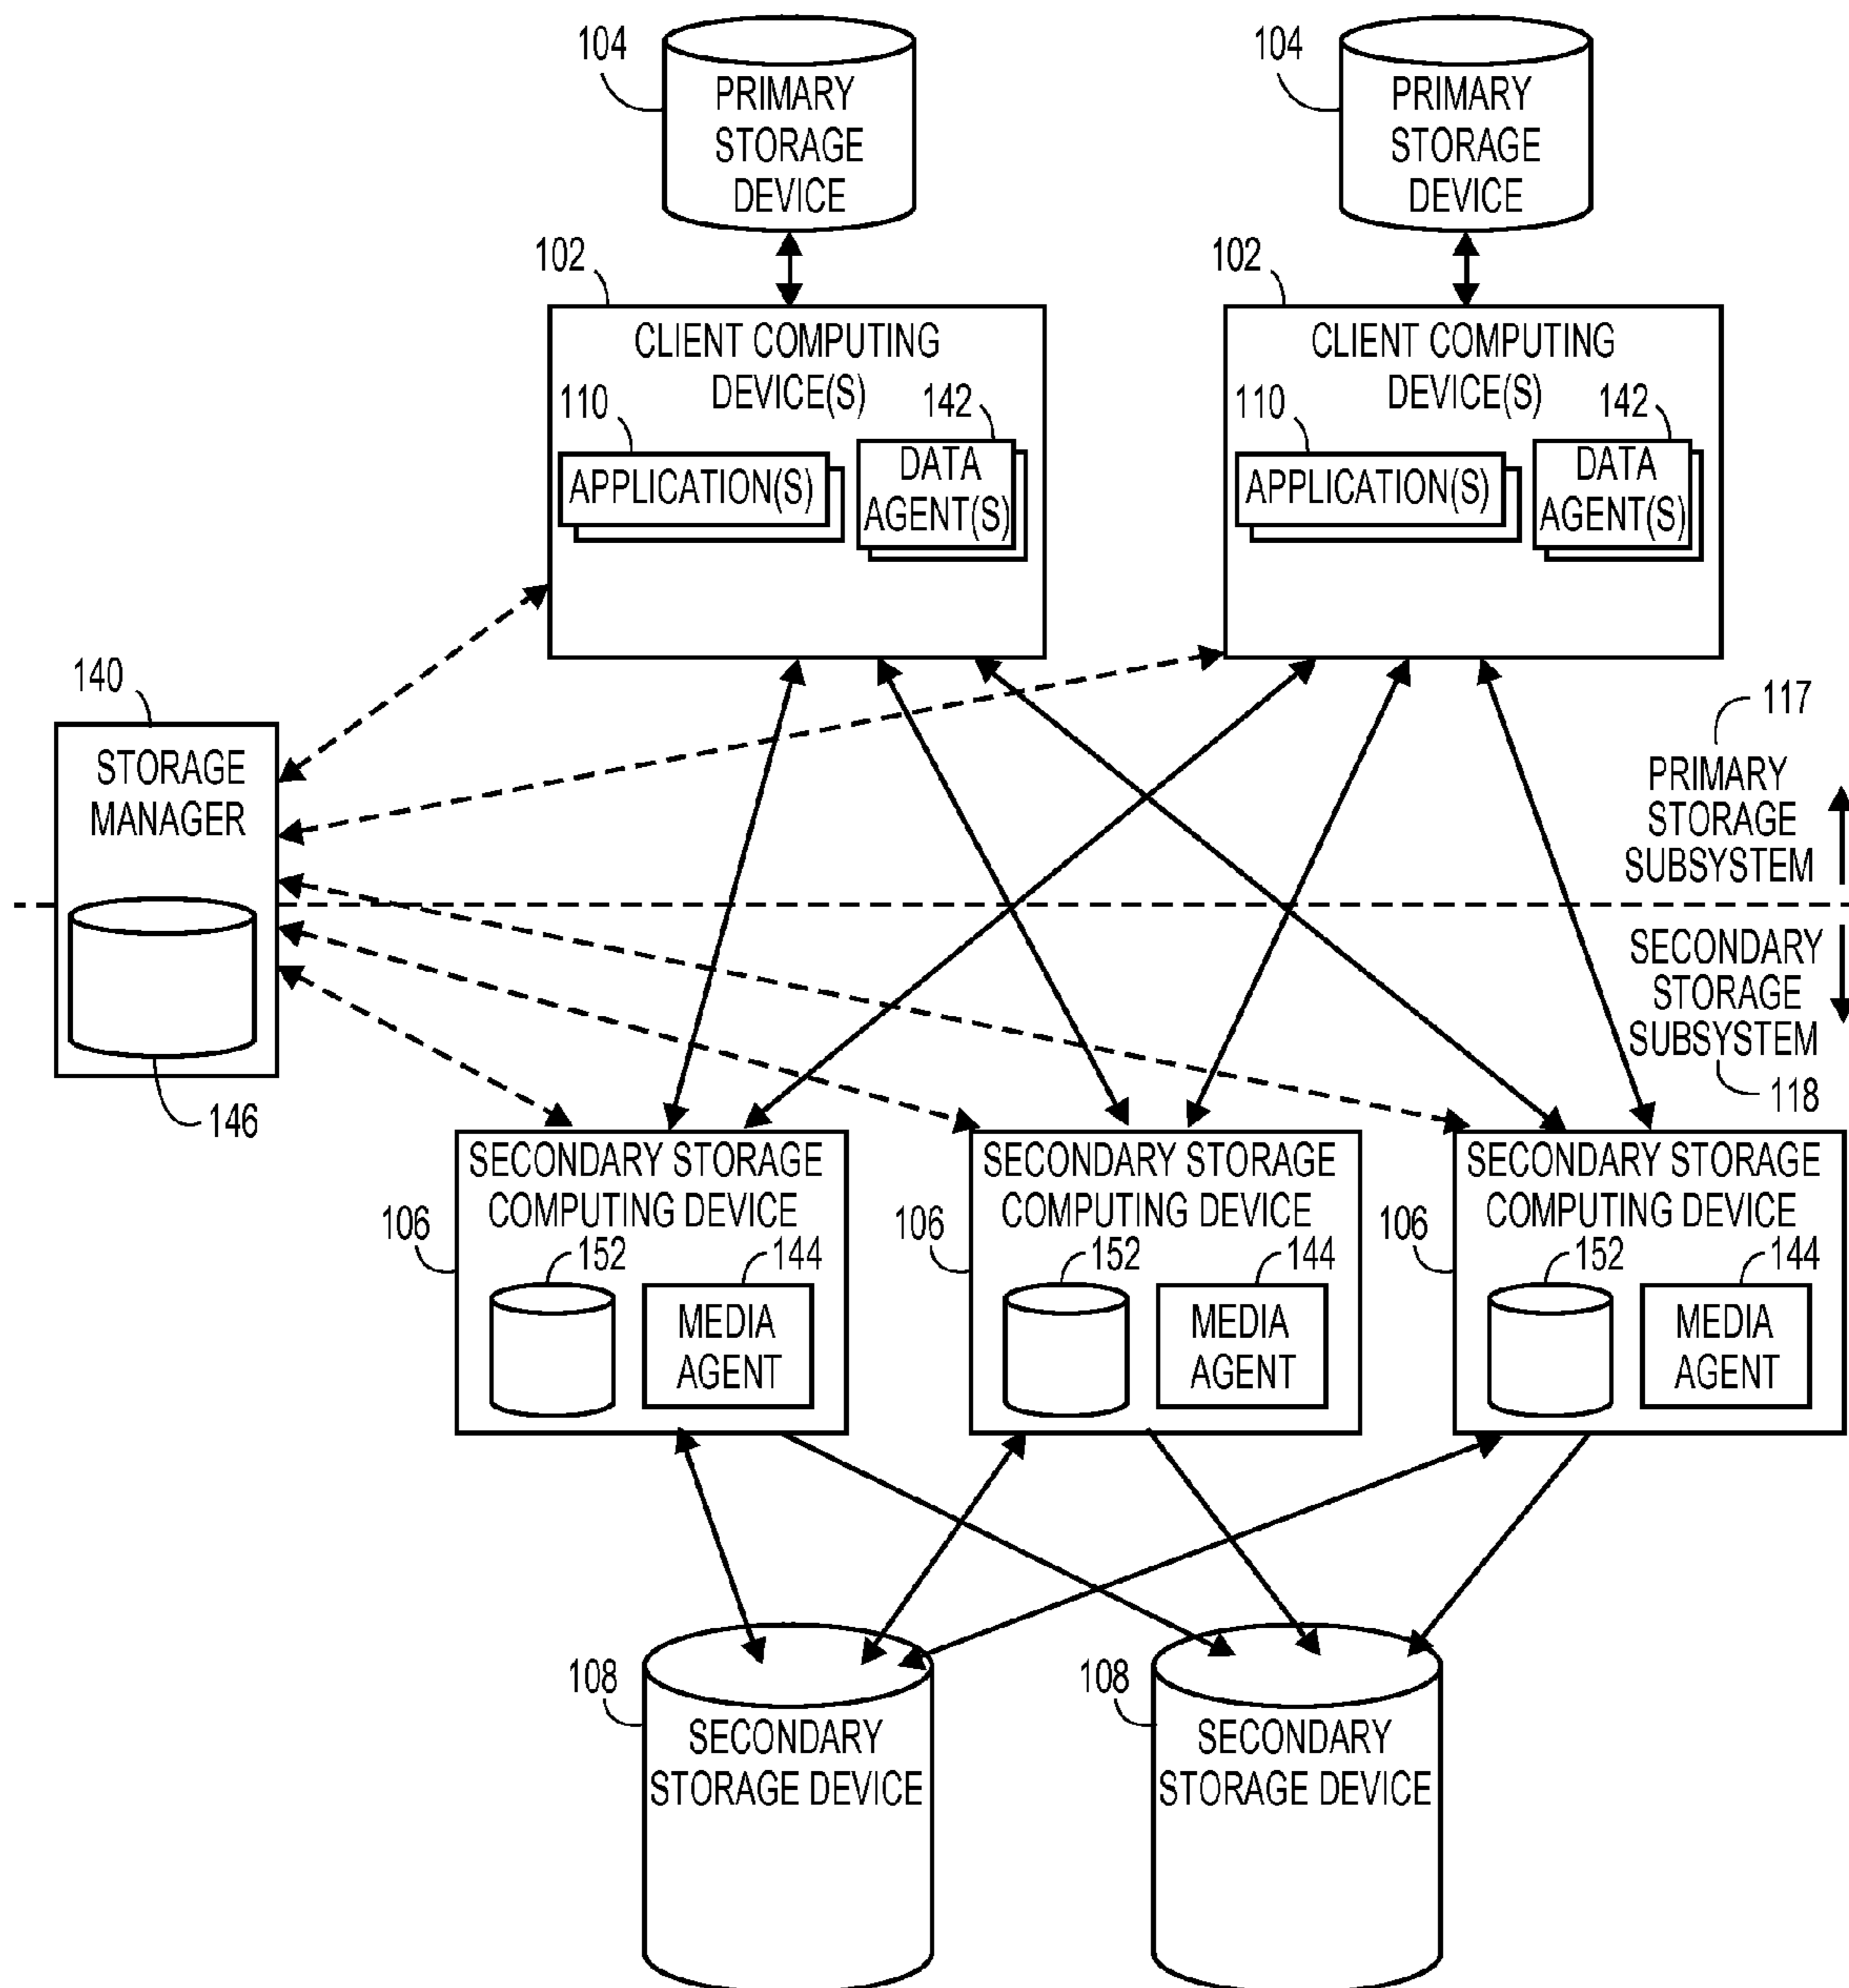 104
PRIMARY
STORAGE
DEVICE
104
PRIMARY
STORAGE
DEVICE
102
CLIENT COMPUTING
DEVICE(S)
110
142
APPLICATION(S)
DATA
AGENT(S)
102
CLIENT COMPUTING
DEVICE(S)
110
142
APPLICATION(S)
DATA
AGENT(S)
140
STORAGE
MANAGER
146
117
PRIMARY
STORAGE
SUBSYSTEM
SECONDARY
STORAGE
SUBSYSTEM
118
SECONDARY STORAGE
COMPUTING DEVICE
106
152
144
MEDIA
AGENT
SECONDARY STORAGE
COMPUTING DEVICE
106
152
144
MEDIA
AGENT
SECONDARY STORAGE
COMPUTING DEVICE
106
152
144
MEDIA
AGENT
108
SECONDARY
STORAGE DEVICE
108
SECONDARY
STORAGE DEVICE